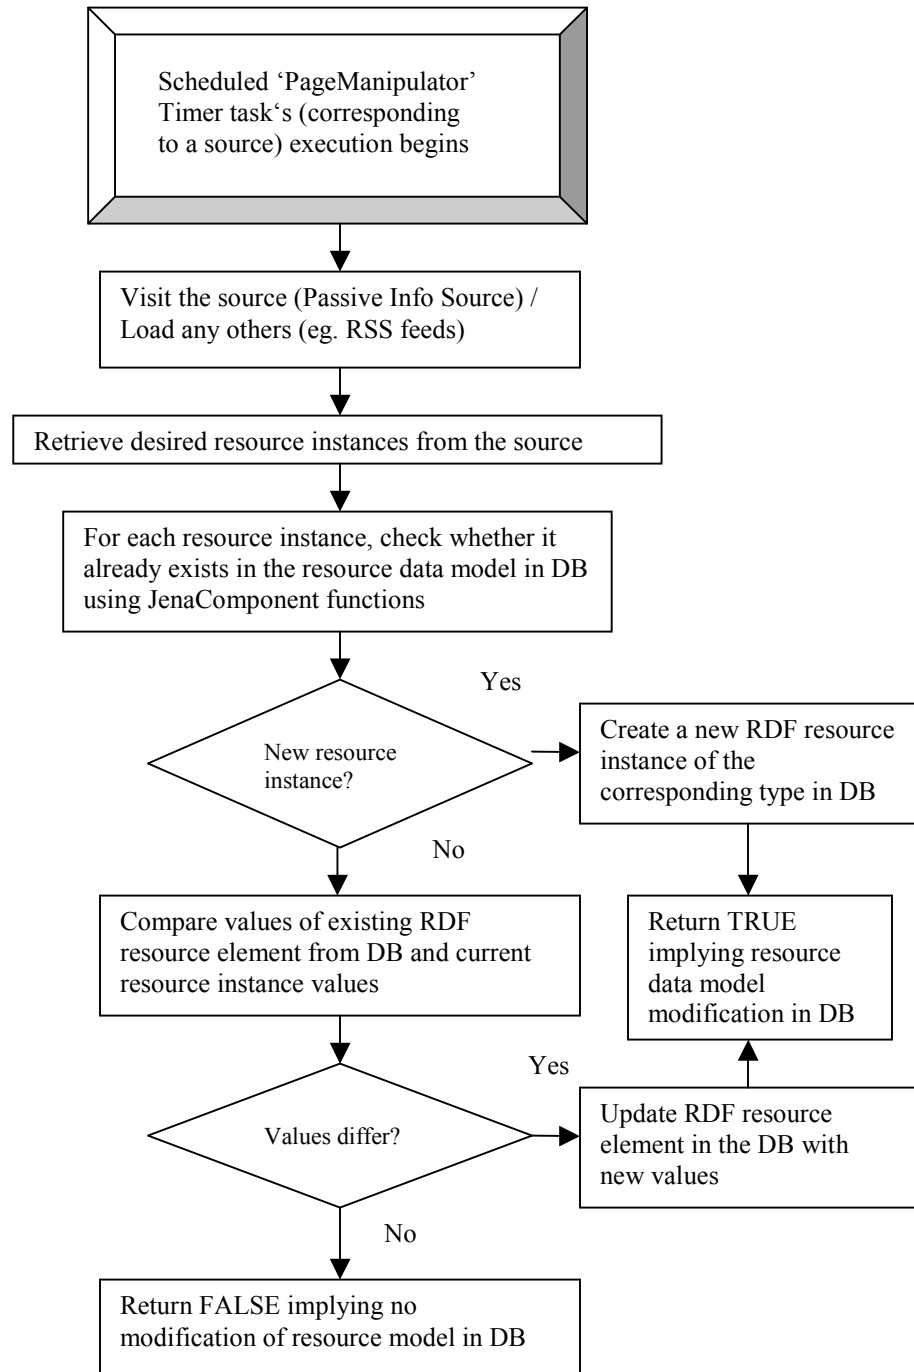 Scheduled ‘PageManipulator’
Timer task‘s (corresponding
to a source) execution begins
Visit the source (Passive Info Source) /
Load any others (eg. RSS feeds)
Retrieve desired resource instances from the source
For each resource instance, check whether it
already exists in the resource data model in DB
using JenaComponent functions
New resource
instance?
Yes
Create a new RDF resource
instance of the
corresponding type in DB
No
Compare values of existing RDF
resource element from DB and current
resource instance values
Return TRUE
implying resource
data model
modification in DB
Values differ?
Yes
Update RDF resource
element in the DB with
new values
No
Return FALSE implying no
modification of resource model in DB